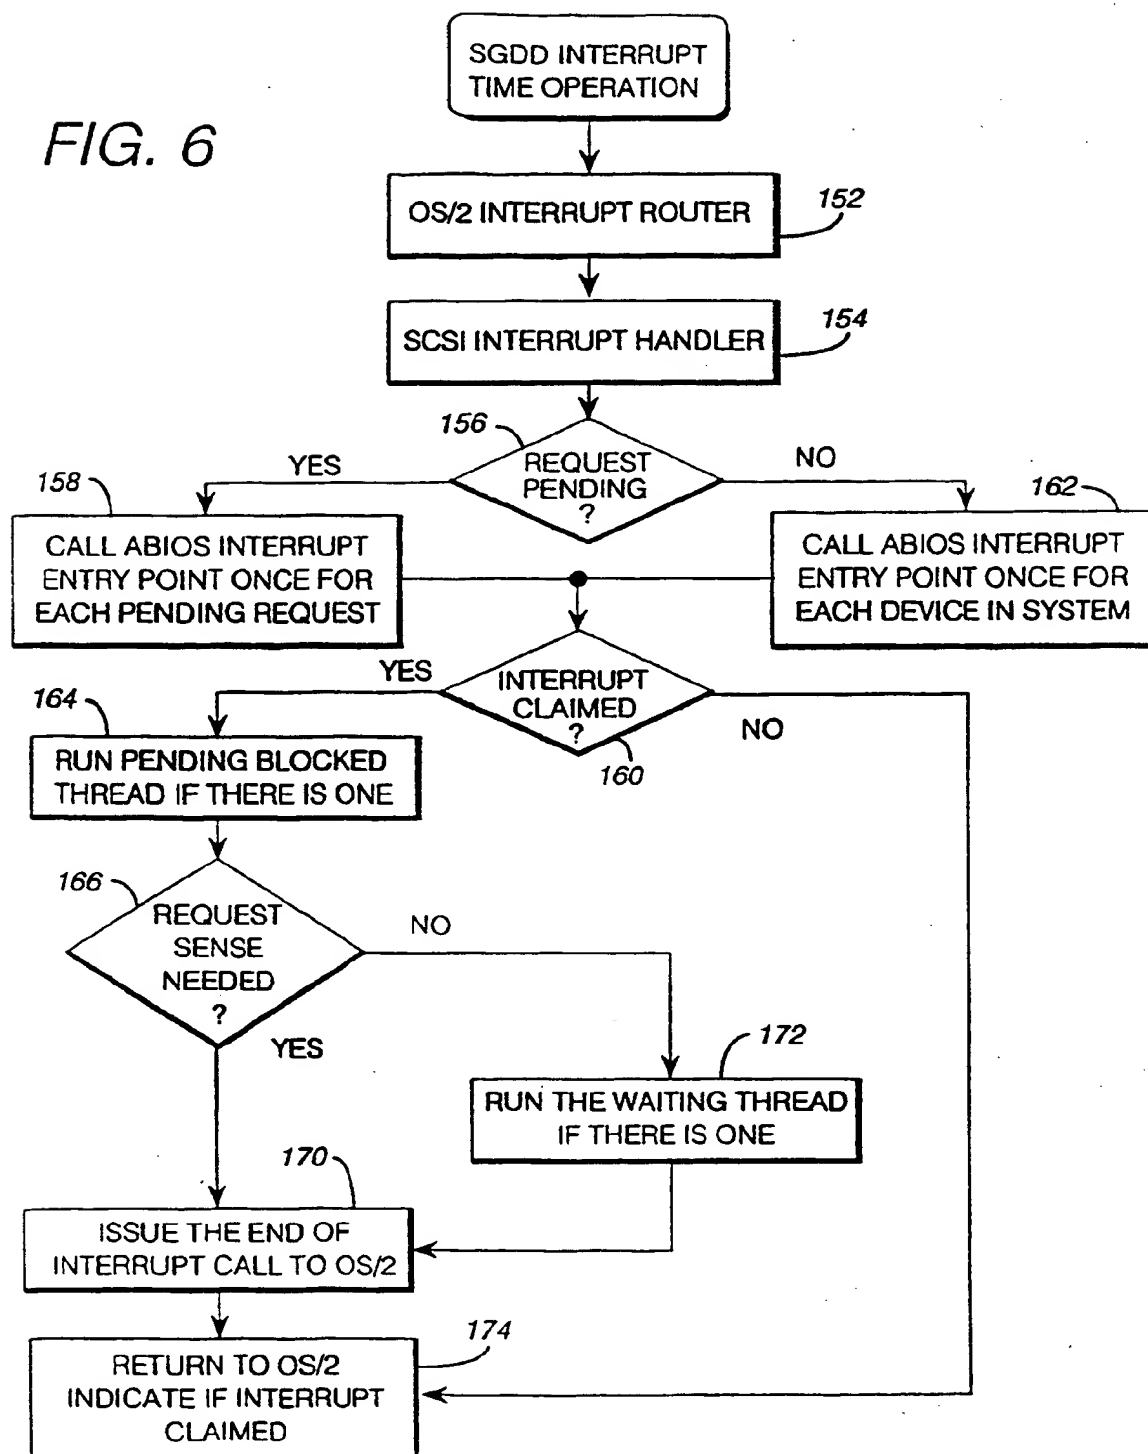 SGDD INTERRUPT
TIME OPERATION
FIG. 6
OS/2 INTERRUPT ROUTER
152
SCSI INTERRUPT HANDLER
154
156
REQUEST
PENDING
?
YES
NO
158
CALL ABIOS INTERRUPT
ENTRY POINT ONCE FOR
EACH PENDING REQUEST
162
CALL ABIOS INTERRUPT
ENTRY POINT ONCE FOR
EACH DEVICE IN SYSTEM
INTERRUPT
CLAIMED
?
YES
NO
160
164
RUN PENDING BLOCKED
THREAD IF THERE IS ONE
166
REQUEST
SENSE
NEEDED
?
NO
YES
172
RUN THE WAITING THREAD
IF THERE IS ONE
170
ISSUE THE END OF
INTERRUPT CALL TO OS/2
174
RETURN TO OS/2
INDICATE IF INTERRUPT
CLAIMED